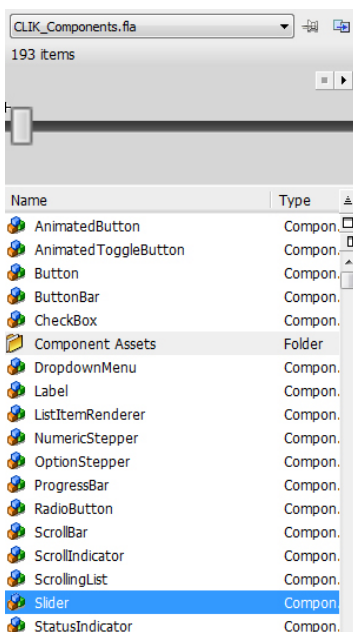 CLIK_Components.fla
193 items
Name Type
AnimatedButton Compon.
AnimatedToggleButton Compon.
Button Compon.
ButtonBar Compon.
CheckBox Compon.
Component Assets Folder
DropdownMenu Compon.
Label Compon.
ListItemRenderer Compon.
NumericStepper Compon.
OptionStepper Compon.
ProgressBar Compon.
RadioButton Compon.
ScrollBar Compon.
ScrollIndicator Compon.
ScrollingList Compon.
Slider Compon.
StatusIndicator Compon.